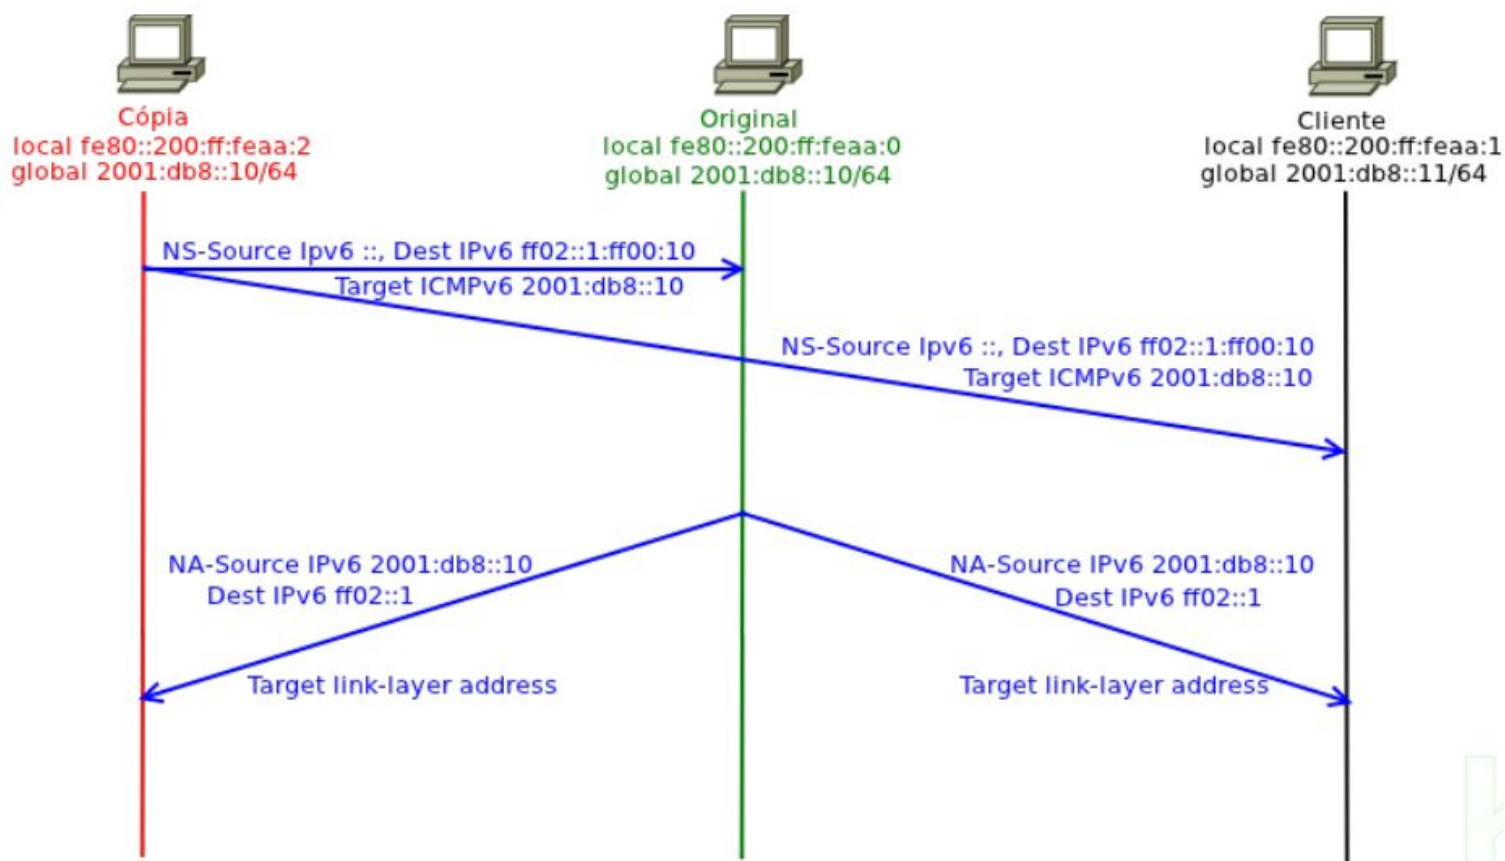 Cópia
local fe80::200:ff:feaa:2
global 2001:db8::10/64
Original
local fe80::200:ff:feaa:0
global 2001:db8::10/64
Cliente
local fe80::200:ff:feaa:1
global 2001:db8::11/64
NS-Source Ipv6 ::, Dest IPv6 ff02::1:ff00:10
Target ICMPv6 2001:db8::10
NS-Source Ipv6 ::, Dest IPv6 ff02::1:ff00:10
Target ICMPv6 2001:db8::10
NA-Source IPv6 2001:db8::10
Dest IPv6 ff02::1
Target link-layer address
NA-Source IPv6 2001:db8::10
Dest IPv6 ff02::1
Target link-layer address